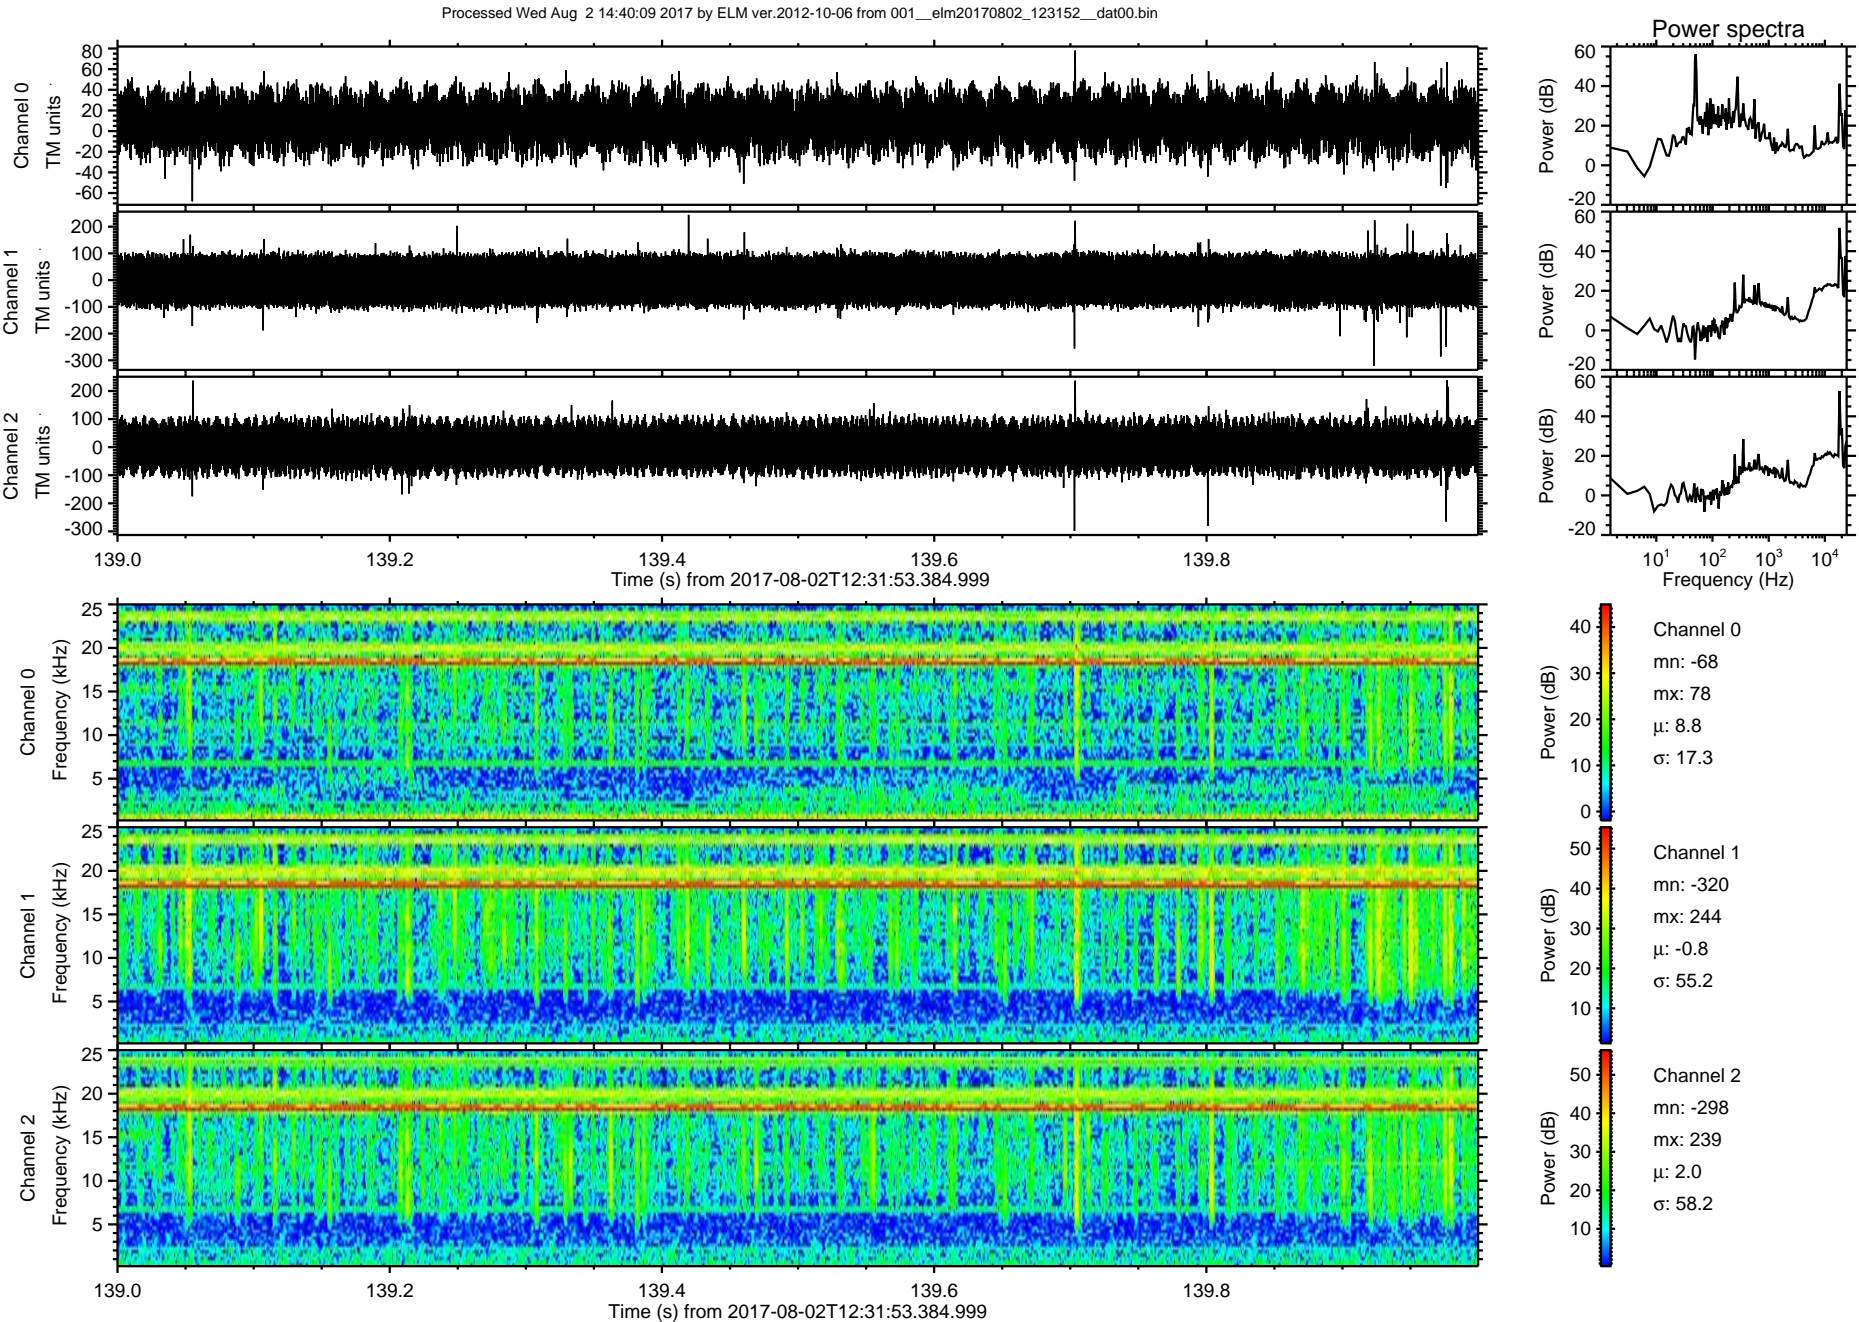 Processed Wed Aug  2 14:40:09 2017 by ELM ver.2012-10-06 from 001__elm20170802_123152__dat00.bin
Power spectra
Channel 0
TM units
80
60
40
20
0
-20
-40
-60
Power (dB)
60
40
20
0
-20
Channel 1
TM units
200
100
0
-100
-200
-300
Power (dB)
60
40
20
0
-20
Channel 2
TM units
200
100
0
-100
-200
-300
Power (dB)
60
40
20
0
-20
139.0 139.2 139.4 139.6 139.8
Time (s) from 2017-08-02T12:31:53.384.999
10^1 10^2 10^3 10^4
Frequency (Hz)
Channel 0
Frequency (kHz)
25
20
15
10
5
Power (dB)
40
30
20
10
0
Channel 0
mn: -68
mx: 78
μ: 8.8
σ: 17.3
Channel 1
Frequency (kHz)
25
20
15
10
5
Power (dB)
50
40
30
20
10
Channel 1
mn: -320
mx: 244
μ: -0.8
σ: 55.2
Channel 2
Frequency (kHz)
25
20
15
10
5
Power (dB)
50
40
30
20
10
Channel 2
mn: -298
mx: 239
μ: 2.0
σ: 58.2
139.0 139.2 139.4 139.6 139.8
Time (s) from 2017-08-02T12:31:53.384.999